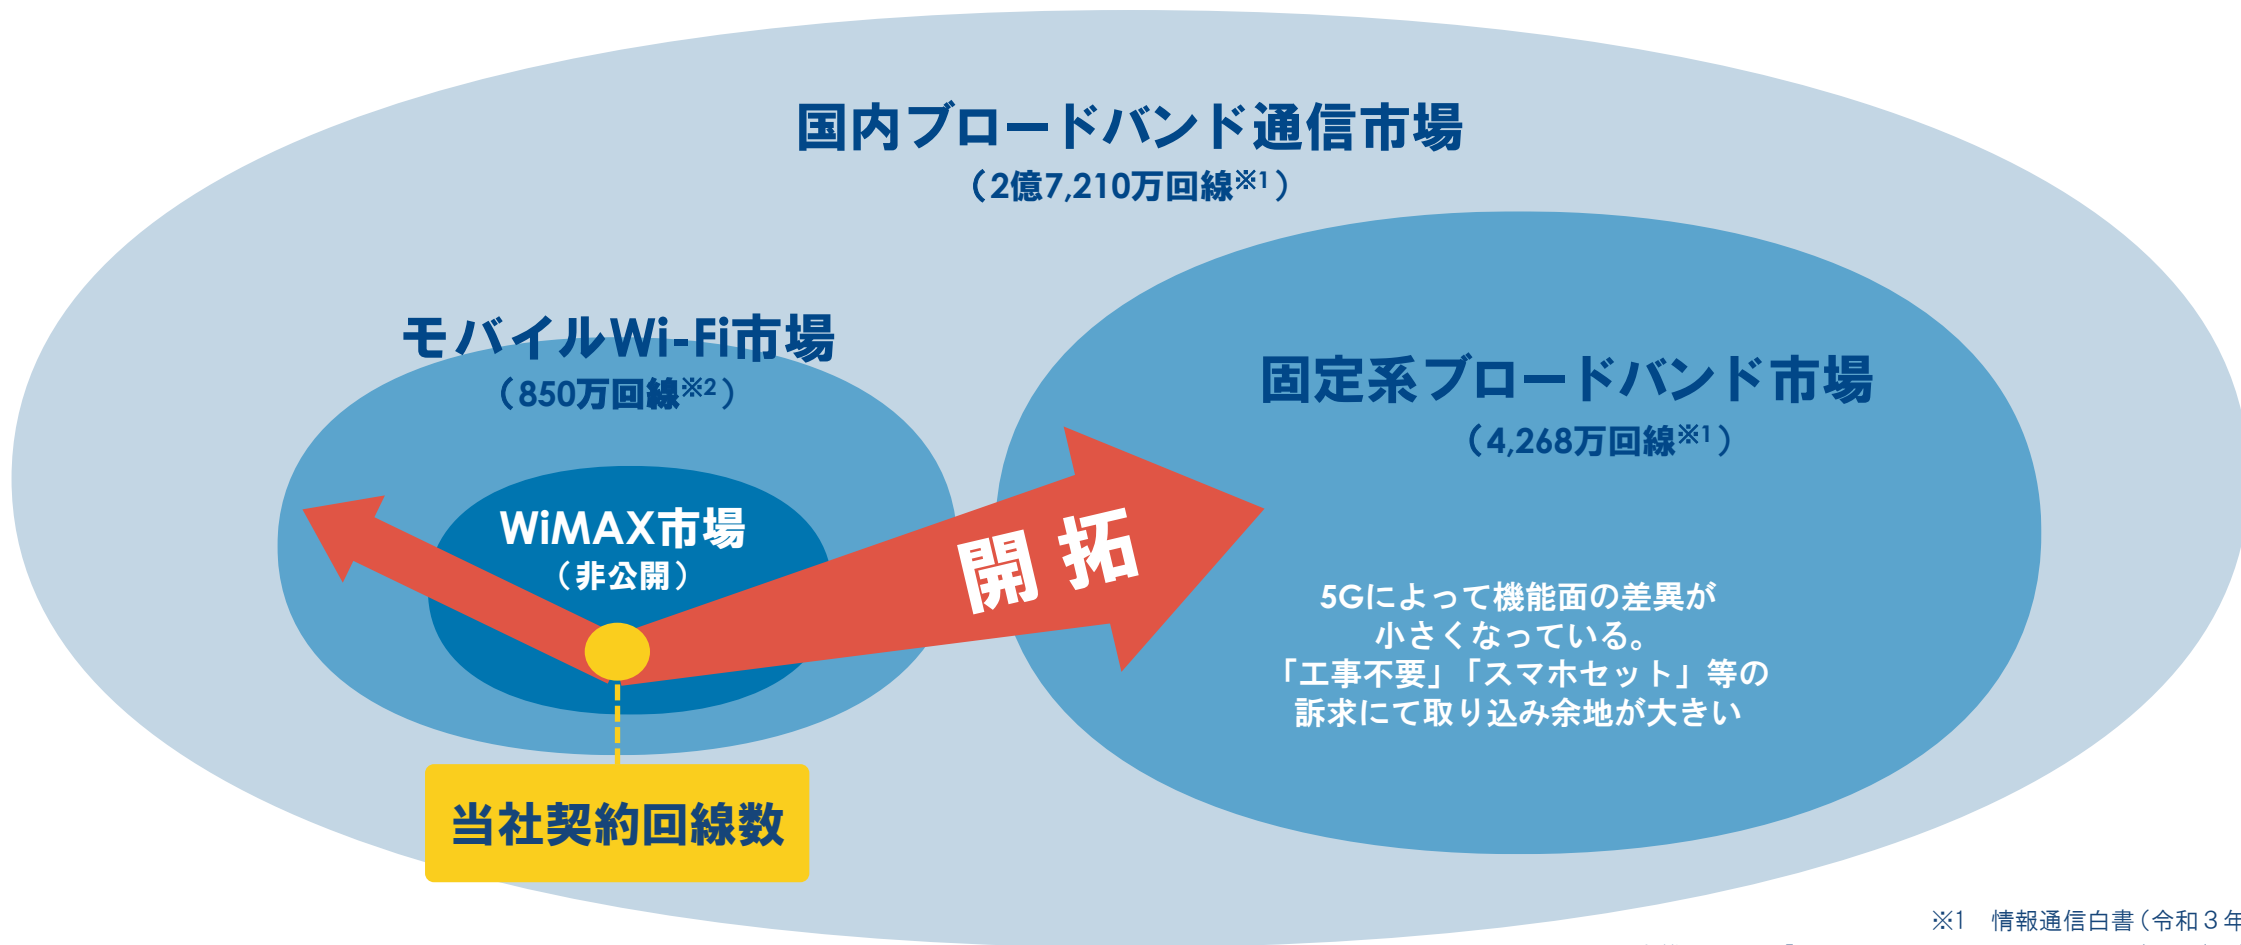 国内ブロードバンド通信市場
（2億7,210万回線※1）
モバイルWi-Fi市場
（850万回線※2）
固定系ブロードバンド市場
（4,268万回線※1）
WiMAX市場
（非公開）
開拓
5Gによって機能面の差異が
小さくなっている。
「工事不要」「スマホセット」等の
訴求にて取り込み余地が大きい
当社契約回線数
※1　情報通信白書（令和３年